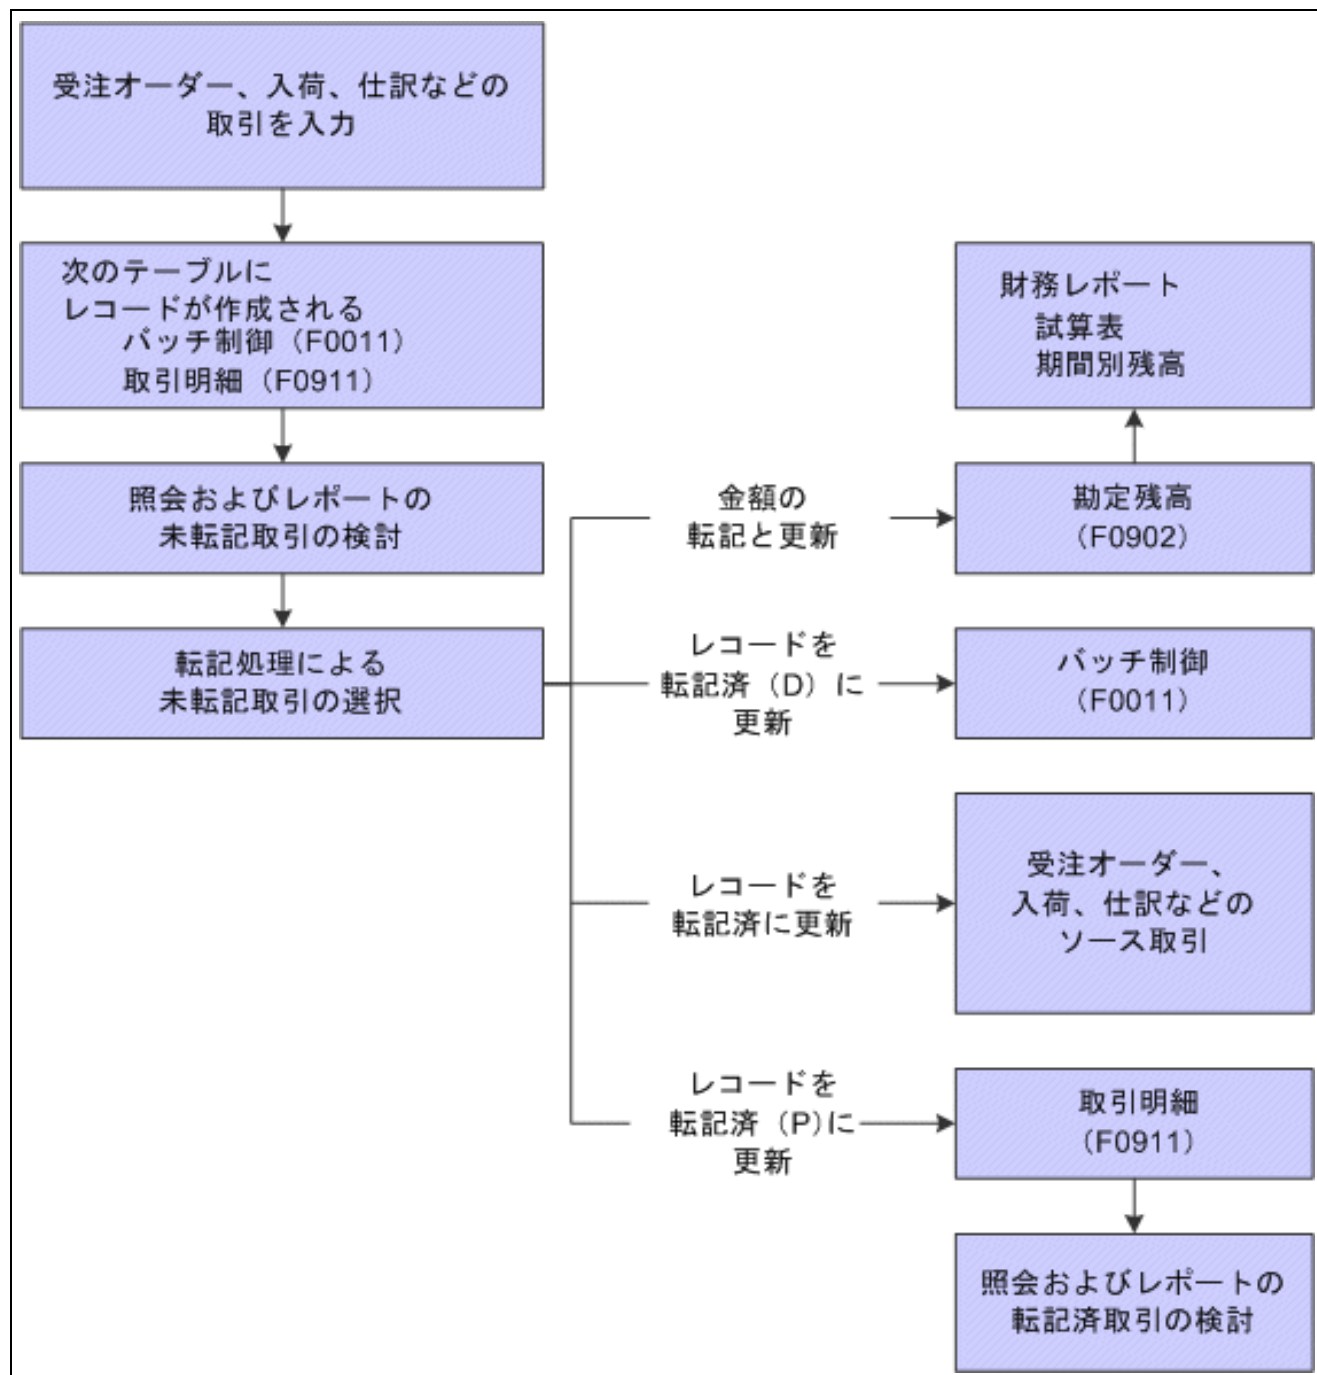 受注オーダー、入荷、仕訳などの
取引を入力
次のテーブルに
レコードが作成される
バッチ制御（F0011）
取引明細（F0911）
照会およびレポートの
未転記取引の検討
転記処理による
未転記取引の選択
金額の
転記と更新
レコードを
転記済（D）に
更新
レコードを
転記済に更新
レコードを
転記済（P)に
更新
財務レポート
試算表
期間別残高
勘定残高
（F0902）
バッチ制御
（F0011）
受注オーダー、
入荷、仕訳などの
ソース取引
取引明細
（F0911）
照会およびレポートの
転記済取引の検討